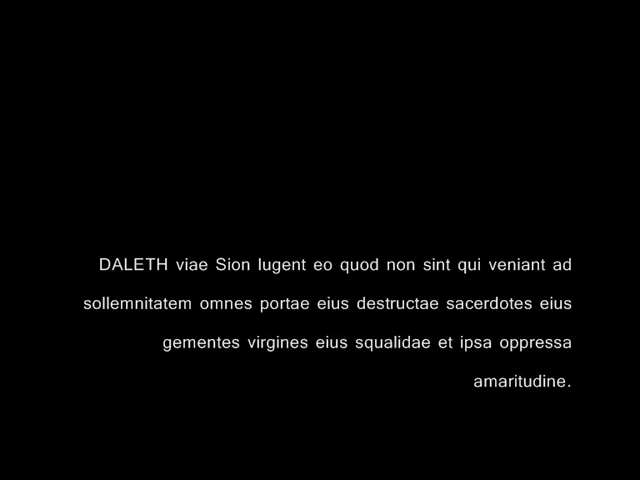 DALETH viae Sion lugent eo quod non sint qui veniant ad
sollemnitatem omnes portae eius destructae sacerdotes eius
gementes virgines eius squalidae et ipsa oppressa
amaritudine.